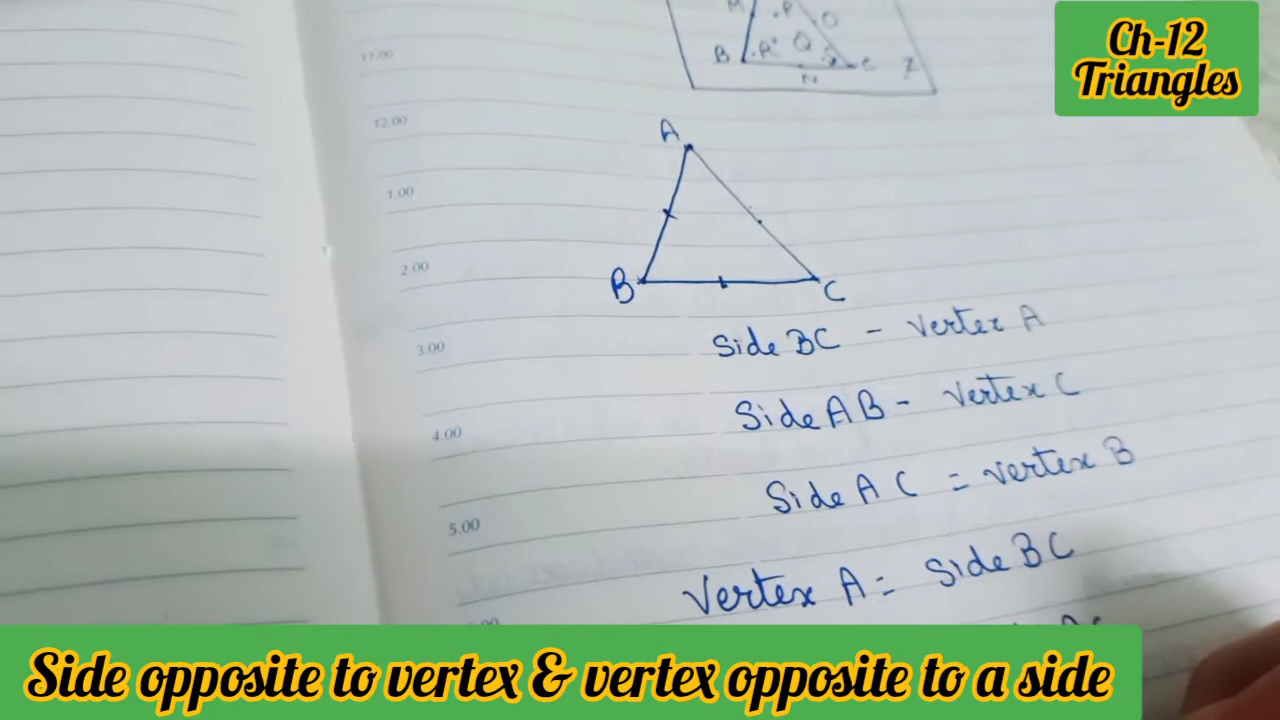 Ch-12
Triangles
M P O
B R Q S C Z
N
11.00
12.00
A
1.00
2.00
B C
Side BC - Vertex A
3.00
Side AB - Vertex C
4.00
Side AC = Vertex B
5.00
Vertex A = Side BC
Side opposite to vertex & vertex opposite to a side